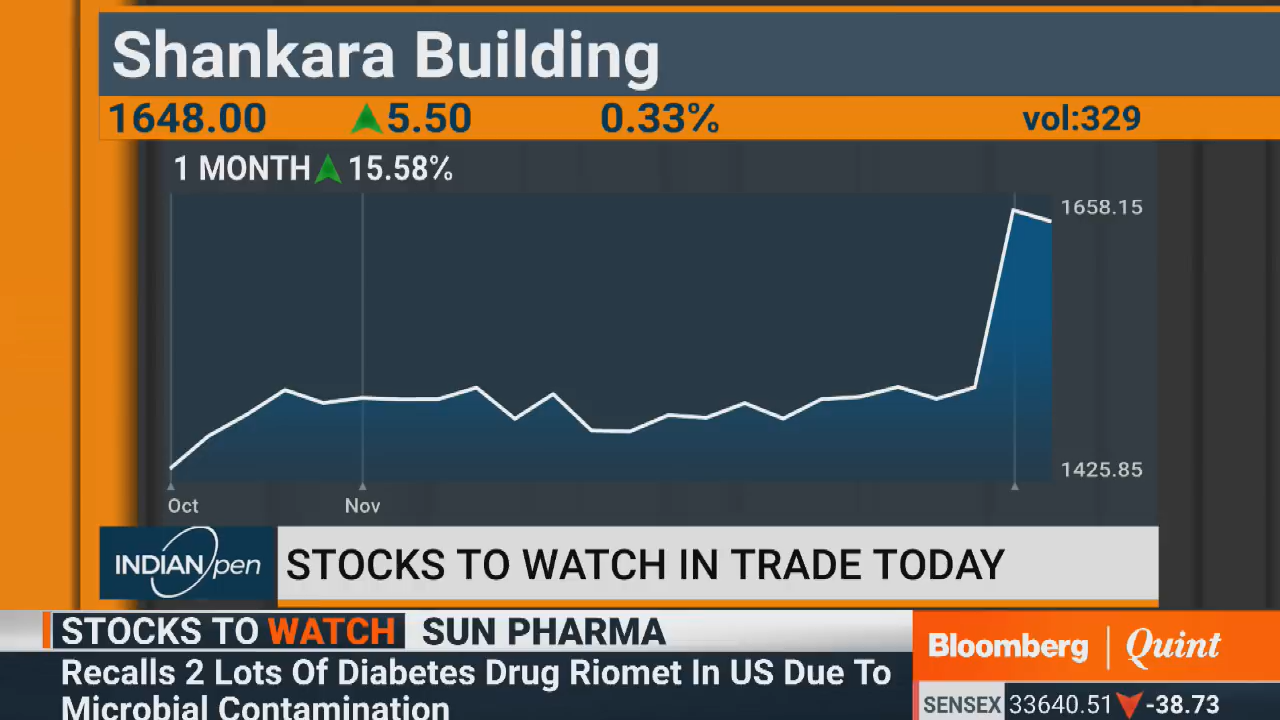 Shankara Building
1648.00 5.50 0.33% vol:329
1 MONTH 15.58%
1658.15
1425.85
Oct Nov
INDIAN Open STOCKS TO WATCH IN TRADE TODAY
STOCKS TO WATCH SUN PHARMA
Recalls 2 Lots Of Diabetes Drug Riomet In US Due To
Microbial Contamination
Bloomberg | Quint
SENSEX 33640.51 -38.73